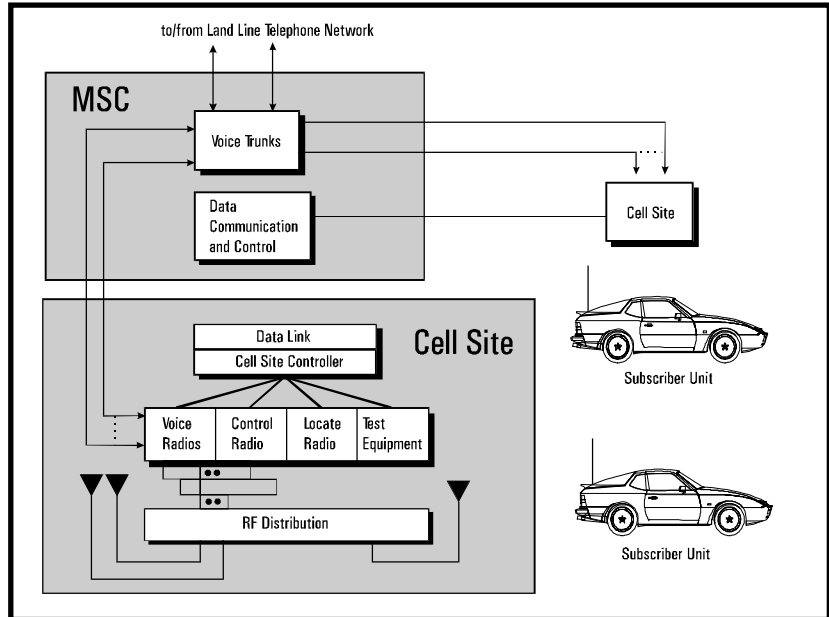 to/from Land Line Telephone Network
MSC
Voice Trunks
Data
Communication
and Control
Cell Site
Data Link
Cell Site Controller
Cell Site
Voice
Radios
Control
Radio
Locate
Radio
Test
Equipment
RF Distribution
Subscriber Unit
Subscriber Unit